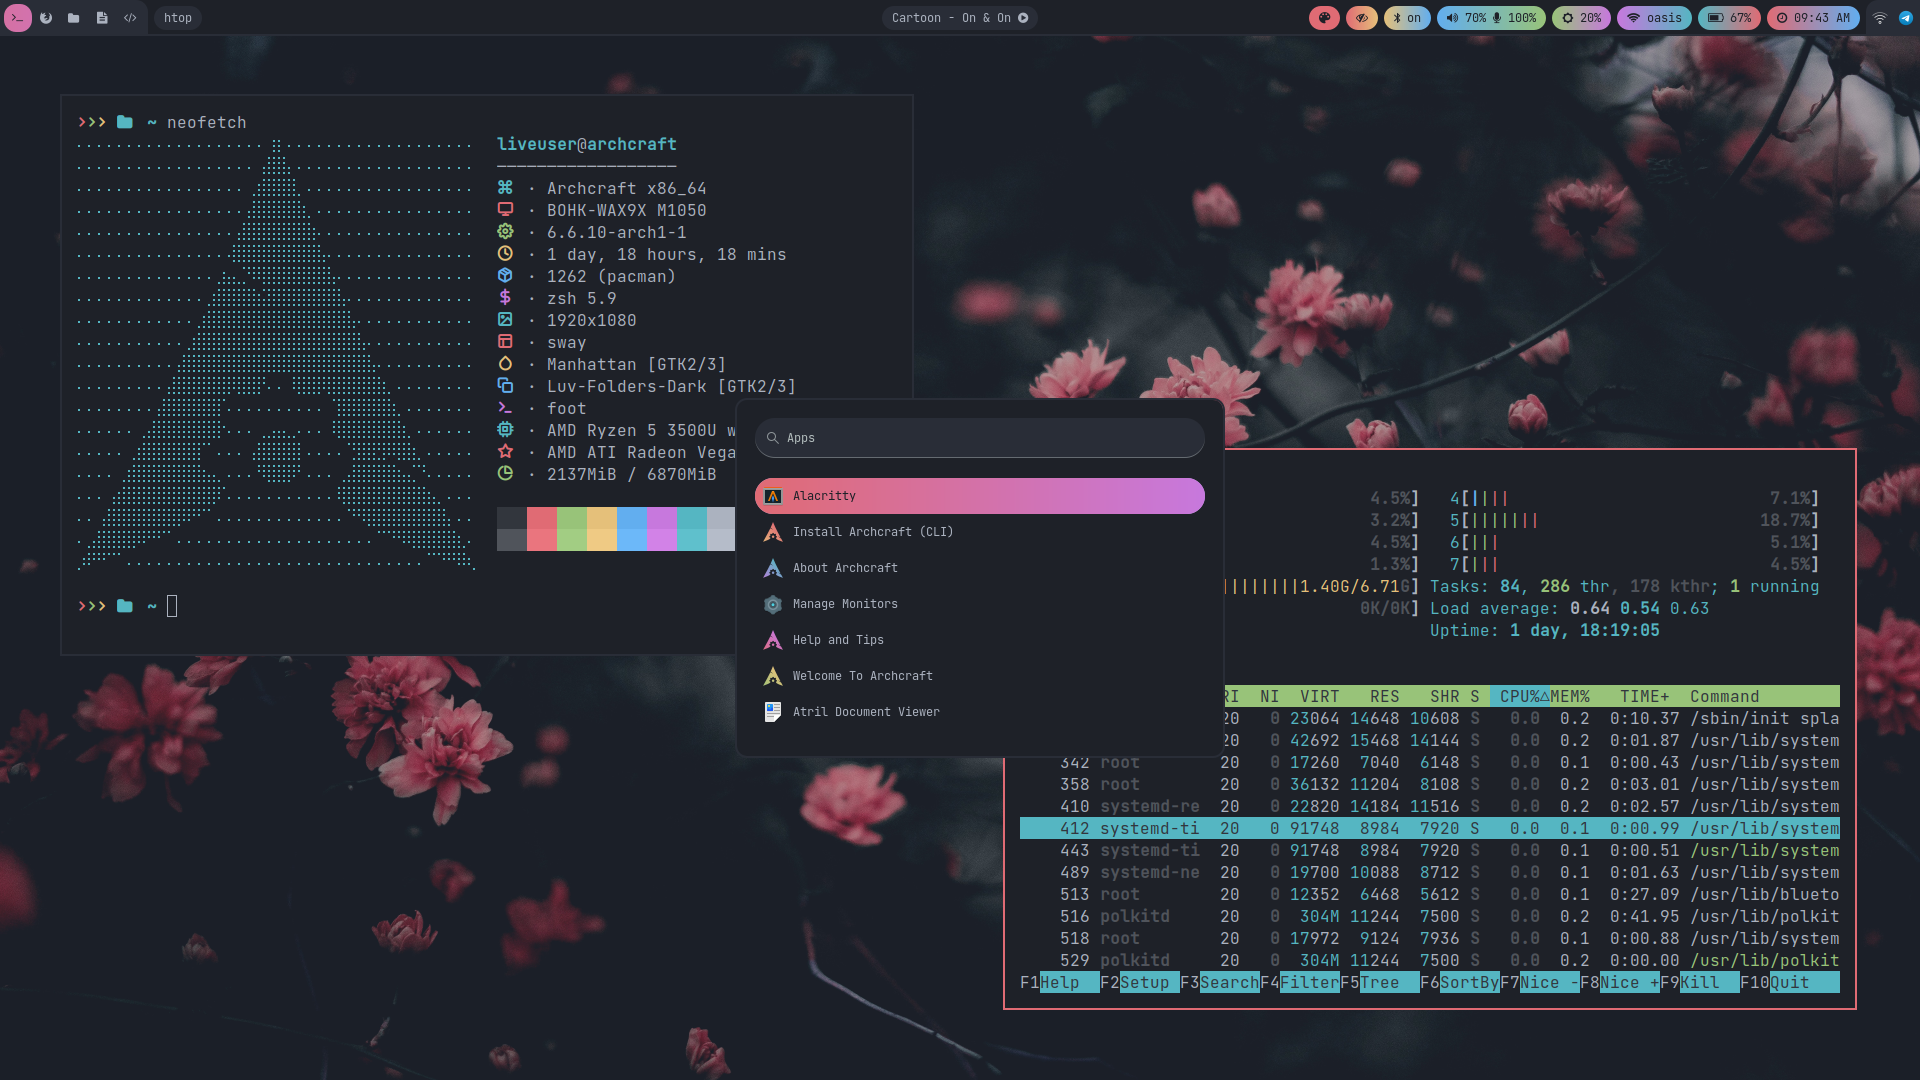 htop
Cartoon - On & On
on
70% 100%
20%
oasis
67%
09:43 AM
~ neofetch
liveuser@archcraft
· Archcraft x86_64
· BOHK-WAX9X M1050
· 6.6.10-arch1-1
· 1 day, 18 hours, 18 mins
· 1262 (pacman)
· zsh 5.9
· 1920x1080
· sway
· Manhattan [GTK2/3]
· Luv-Folders-Dark [GTK2/3]
· foot
· AMD Ryzen 5 3500U w
· AMD ATI Radeon Vega
· 2137MiB / 6870MiB
~
Apps
Alacritty
Install Archcraft (CLI)
About Archcraft
Manage Monitors
Help and Tips
Welcome To Archcraft
Atril Document Viewer
4.5%] 4[|||| 7.1%]
3.2%] 5[||||||| 18.7%]
4.5%] 6[||| 5.1%]
1.3%] 7[||| 4.5%]
||||||||1.40G/6.71G] Tasks: 84, 286 thr, 178 kthr; 1 running
0K/0K] Load average: 0.64 0.54 0.63
Uptime: 1 day, 18:19:05
RI NI VIRT RES SHR S CPU%△MEM% TIME+ Command
20 0 23064 14648 10608 S 0.0 0.2 0:10.37 /sbin/init spla
20 0 42692 15468 14144 S 0.0 0.2 0:01.87 /usr/lib/system
342 root 20 0 17260 7040 6148 S 0.0 0.1 0:00.43 /usr/lib/system
358 root 20 0 36132 11204 8108 S 0.0 0.2 0:03.01 /usr/lib/system
410 systemd-re 20 0 22820 14184 11516 S 0.0 0.2 0:02.57 /usr/lib/system
412 systemd-ti 20 0 91748 8984 7920 S 0.0 0.1 0:00.99 /usr/lib/system
443 systemd-ti 20 0 91748 8984 7920 S 0.0 0.1 0:00.51 /usr/lib/system
489 systemd-ne 20 0 19700 10088 8712 S 0.0 0.1 0:01.63 /usr/lib/system
513 root 20 0 12352 6468 5612 S 0.0 0.1 0:27.09 /usr/lib/blueto
516 polkitd 20 0 304M 11244 7500 S 0.0 0.2 0:41.95 /usr/lib/polkit
518 root 20 0 17972 9124 7936 S 0.0 0.1 0:00.88 /usr/lib/system
529 polkitd 20 0 304M 11244 7500 S 0.0 0.2 0:00.00 /usr/lib/polkit
F1Help F2Setup F3SearchF4FilterF5Tree F6SortByF7Nice -F8Nice +F9Kill F10Quit